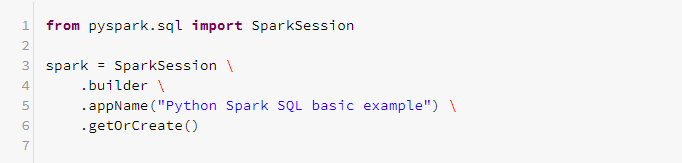 1 from pyspark.sql import SparkSession
2
3 spark = SparkSession \
4     .builder \
5     .appName("Python Spark SQL basic example") \
6     .getOrCreate()
7